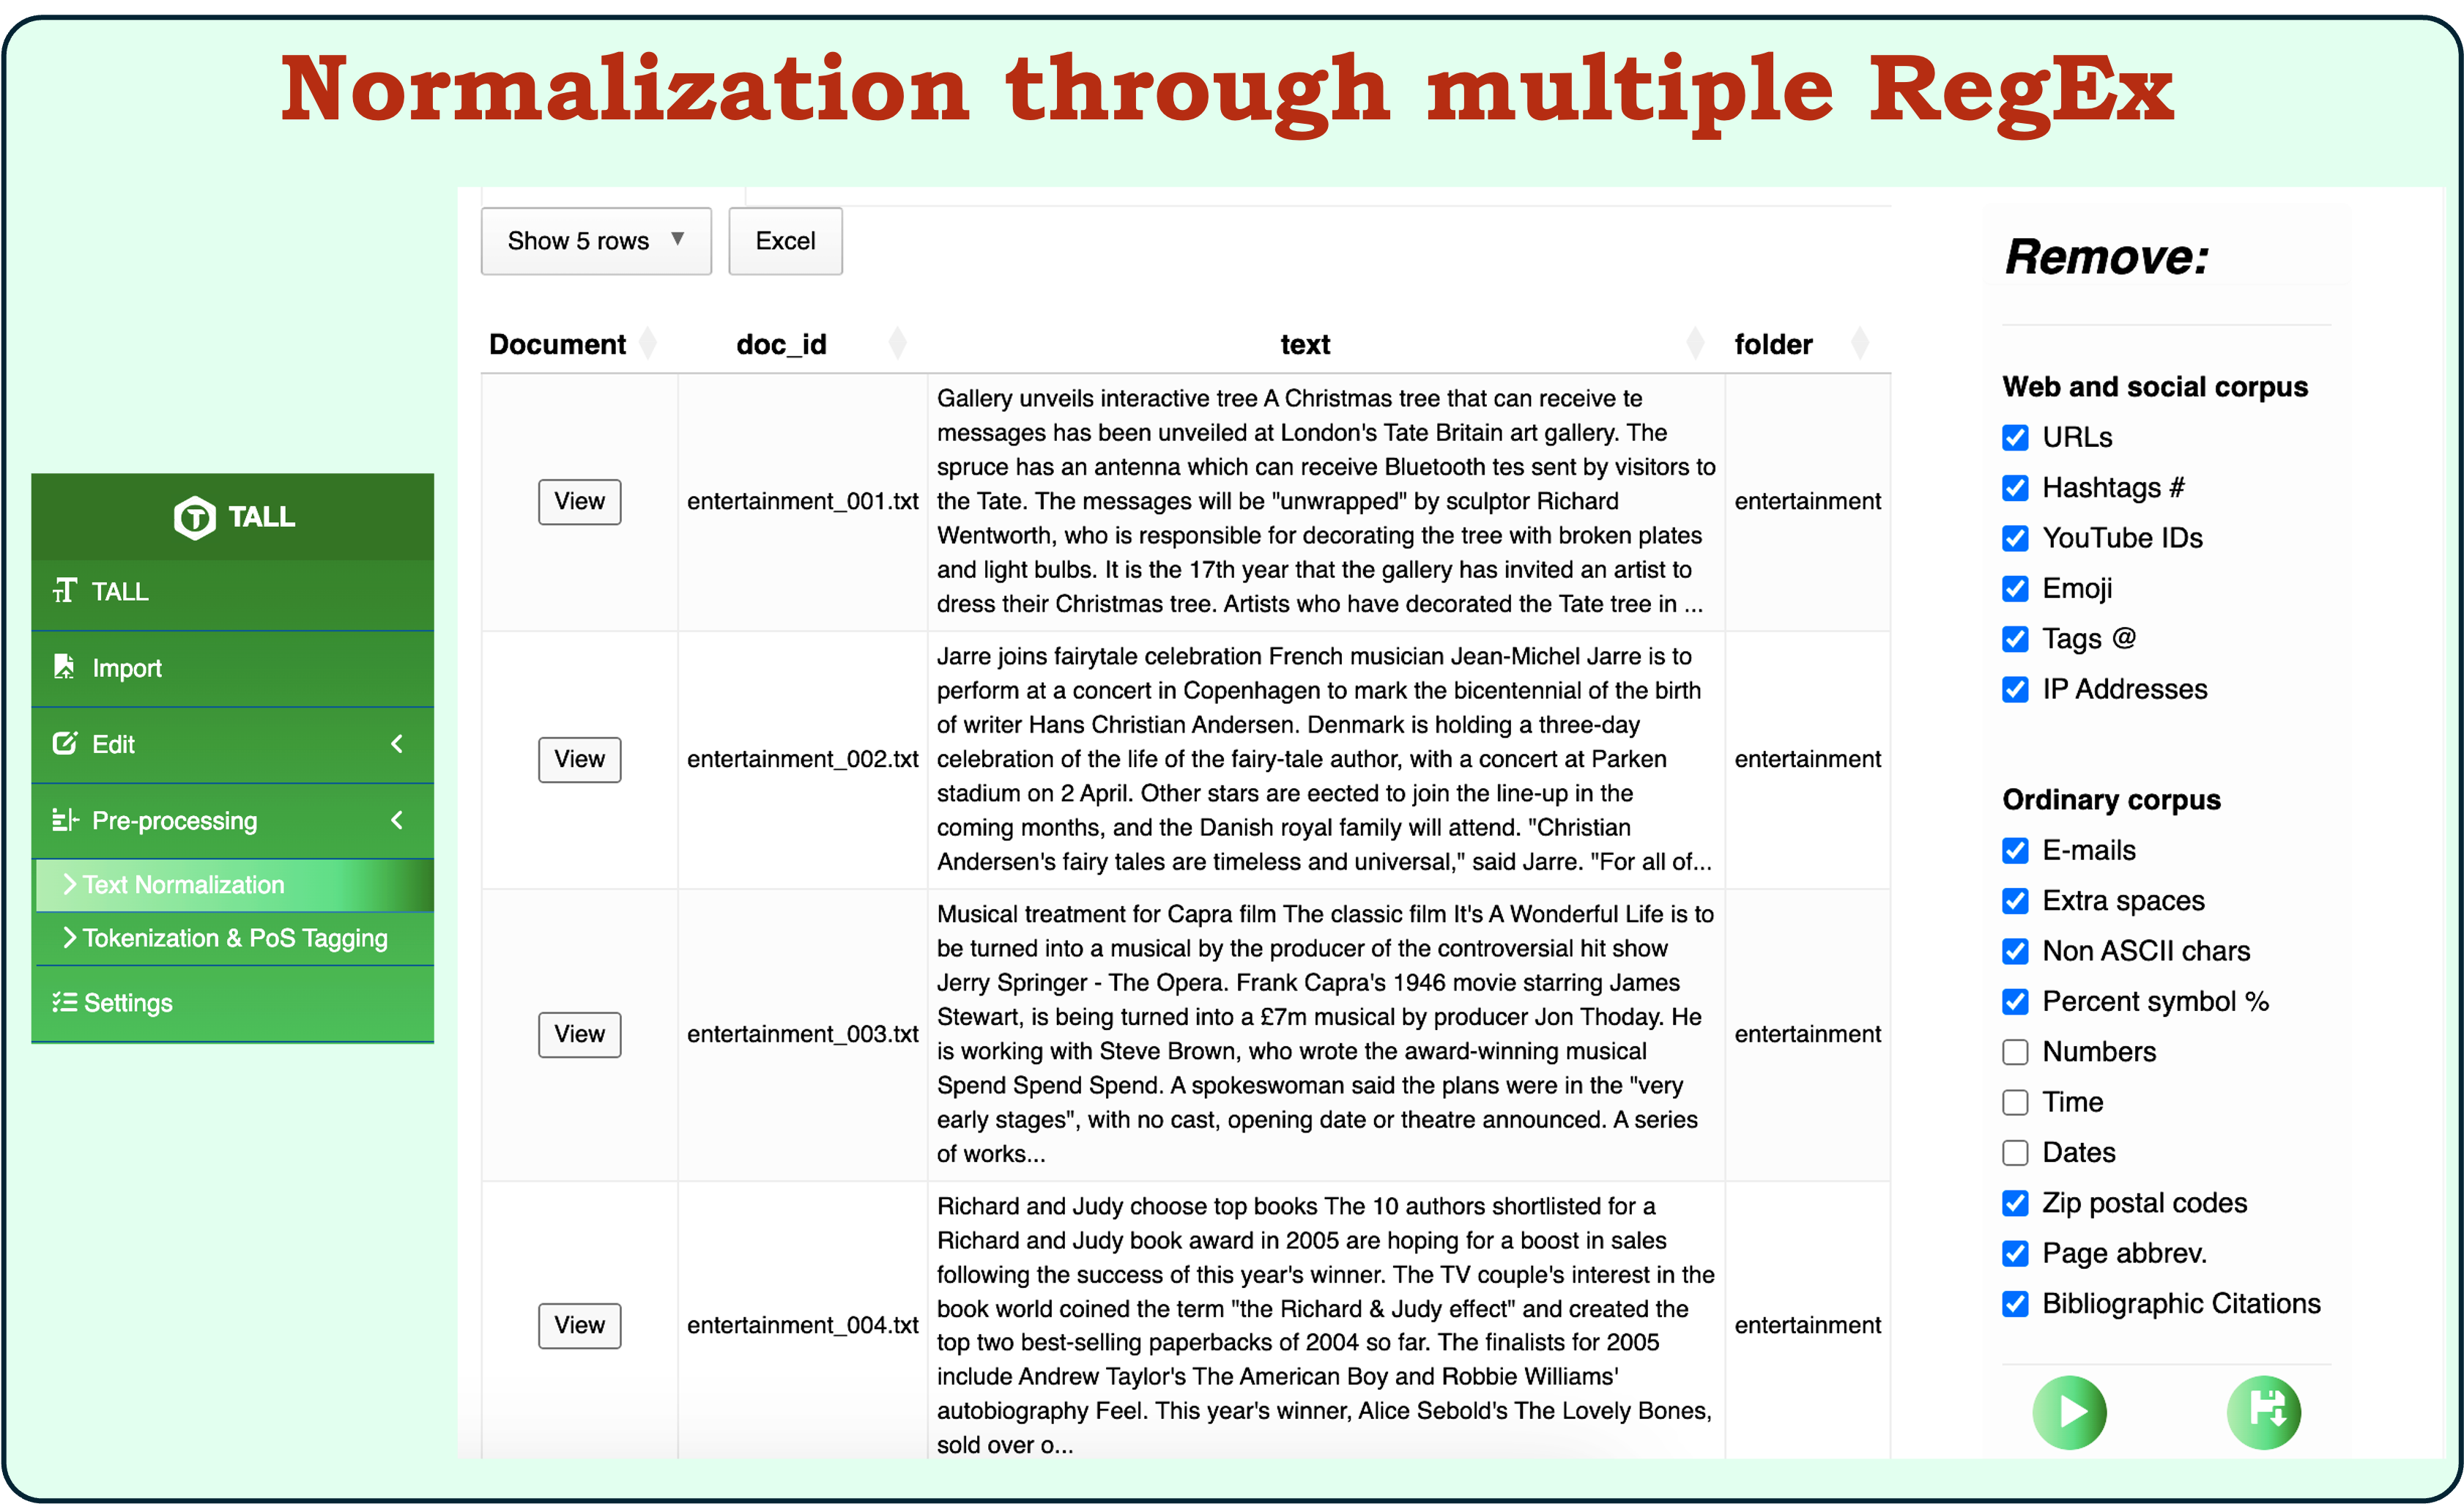 Normalization through multiple RegEx
TALL
TALL
Import
Edit
Pre-processing
Text Normalization
Tokenization & PoS Tagging
Settings
Show 5 rows
Excel
Document doc_id text folder
View
entertainment_001.txt
Gallery unveils interactive tree A Christmas tree that can receive te
messages has been unveiled at London's Tate Britain art gallery. The
spruce has an antenna which can receive Bluetooth tes sent by visitors to
the Tate. The messages will be "unwrapped" by sculptor Richard
Wentworth, who is responsible for decorating the tree with broken plates
and light bulbs. It is the 17th year that the gallery has invited an artist to
dress their Christmas tree. Artists who have decorated the Tate tree in ...
entertainment
View
entertainment_002.txt
Jarre joins fairytale celebration French musician Jean-Michel Jarre is to
perform at a concert in Copenhagen to mark the bicentennial of the birth
of writer Hans Christian Andersen. Denmark is holding a three-day
celebration of the life of the fairy-tale author, with a concert at Parken
stadium on 2 April. Other stars are eected to join the line-up in the
coming months, and the Danish royal family will attend. "Christian
Andersen's fairy tales are timeless and universal," said Jarre. "For all of...
entertainment
View
entertainment_003.txt
Musical treatment for Capra film The classic film It's A Wonderful Life is to
be turned into a musical by the producer of the controversial hit show
Jerry Springer - The Opera. Frank Capra's 1946 movie starring James
Stewart, is being turned into a £7m musical by producer Jon Thoday. He
is working with Steve Brown, who wrote the award-winning musical
Spend Spend Spend. A spokeswoman said the plans were in the "very
early stages", with no cast, opening date or theatre announced. A series
of works...
entertainment
View
entertainment_004.txt
Richard and Judy choose top books The 10 authors shortlisted for a
Richard and Judy book award in 2005 are hoping for a boost in sales
following the success of this year's winner. The TV couple's interest in the
book world coined the term "the Richard & Judy effect" and created the
top two best-selling paperbacks of 2004 so far. The finalists for 2005
include Andrew Taylor's The American Boy and Robbie Williams'
autobiography Feel. This year's winner, Alice Sebold's The Lovely Bones,
sold over o...
entertainment
Remove:
Web and social corpus
URLs
Hashtags #
YouTube IDs
Emoji
Tags @
IP Addresses
Ordinary corpus
E-mails
Extra spaces
Non ASCII chars
Percent symbol %
Numbers
Time
Dates
Zip postal codes
Page abbrev.
Bibliographic Citations